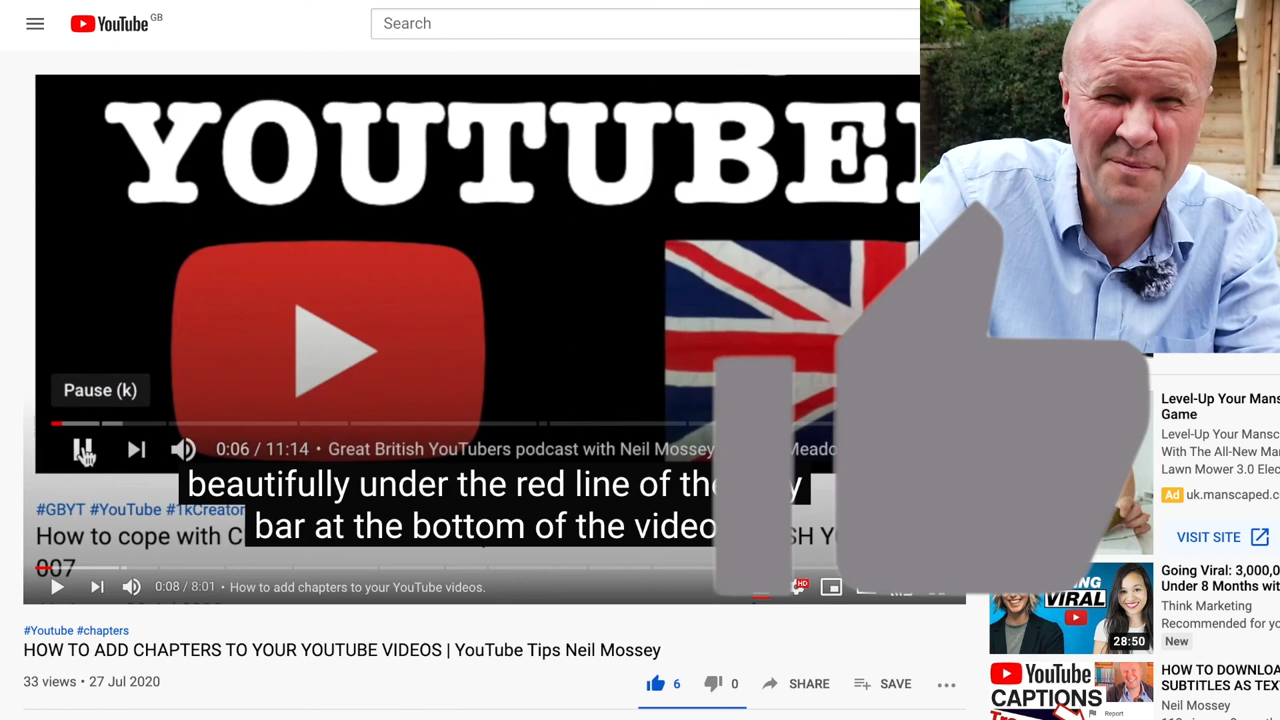 YouTube GB
Search
YOUTUBE
Pause (k)
0:06 / 11:14 • Great British YouTubers podcast with Neil Mossey
beautifully under the red line of the
bar at the bottom of the video
#GBYT #YouTube #1kCreator
How to cope with C
007
0:08 / 8:01 • How to add chapters to your YouTube videos.
HD
#Youtube #chapters
HOW TO ADD CHAPTERS TO YOUR YOUTUBE VIDEOS | YouTube Tips Neil Mossey
33 views • 27 Jul 2020
6
0
SHARE
SAVE
Level-Up Your Mans
Game
Level-Up Your Mansc
With The All-New Ma
Lawn Mower 3.0 Elec
Ad uk.manscaped.c
VISIT SITE
VIRAL
28:50
Going Viral: 3,000,0
Under 8 Months wit
Think Marketing
Recommended for yo
New
YouTube
CAPTIONS
Report
HOW TO DOWNLOA
SUBTITLES AS TEX
Neil Mossey